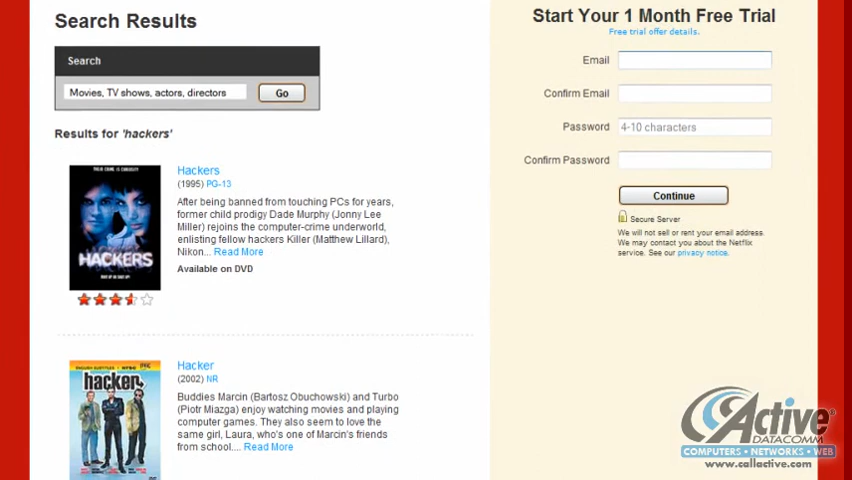 Search Results
Search
Movies, TV shows, actors, directors
Go
Results for 'hackers'
HACKERS
Hackers
(1995) PG-13
After being banned from touching PCs for years,
former child prodigy Dade Murphy (Jonny Lee
Miller) rejoins the computer-crime underworld,
enlisting fellow hackers Killer (Matthew Lillard),
Nikon... Read More
Available on DVD
hacker
Hacker
(2002) NR
Buddies Marcin (Bartosz Obuchowski) and Turbo
(Piotr Miazga) enjoy watching movies and playing
computer games. They also seem to love the
same girl, Laura, who's one of Marcin's friends
from school.... Read More
Start Your 1 Month Free Trial
Free trial offer details.
Email
Confirm Email
Password
4-10 characters
Confirm Password
Continue
Secure Server
We will not sell or rent your email address.
We may contact you about the Netflix
service. See our privacy notice.
Active
DATACOMM
COMPUTERS • NETWORKS • WEB
www.callactive.com